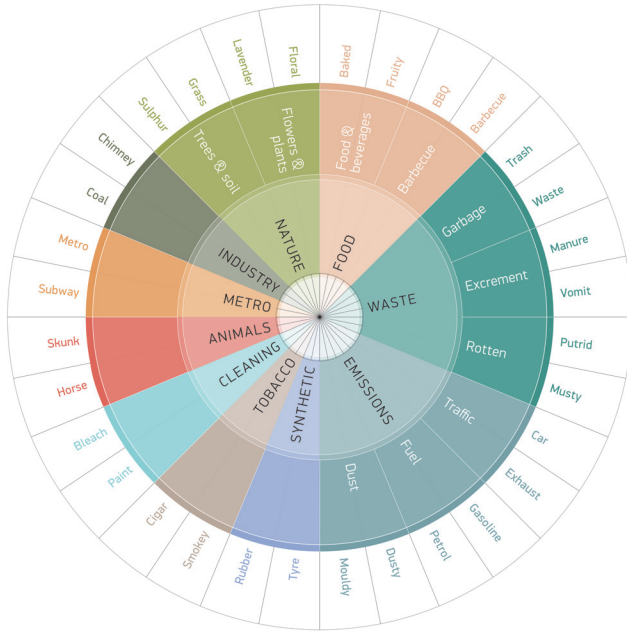 Floral
Lavender
Grass
Sulphur
Chimney
Coal
Metro
Subway
Skunk
Horse
Bleach
Paint
Cigar
Smokey
Rubber
Tyre
Mouldy
Dusty
Petrol
Gasoline
Exhaust
Car
Musty
Putrid
Vomit
Manure
Waste
Trash
Barbecue
BBQ
Fruity
Baked
Flowers &
plants
Trees & soil
Food &
beverages
Barbecue
Garbage
Excrement
Rotten
Traffic
Fuel
Dust
NATURE
INDUSTRY
METRO
ANIMALS
CLEANING
TOBACCO
SYNTHETIC
EMISSIONS
WASTE
FOOD